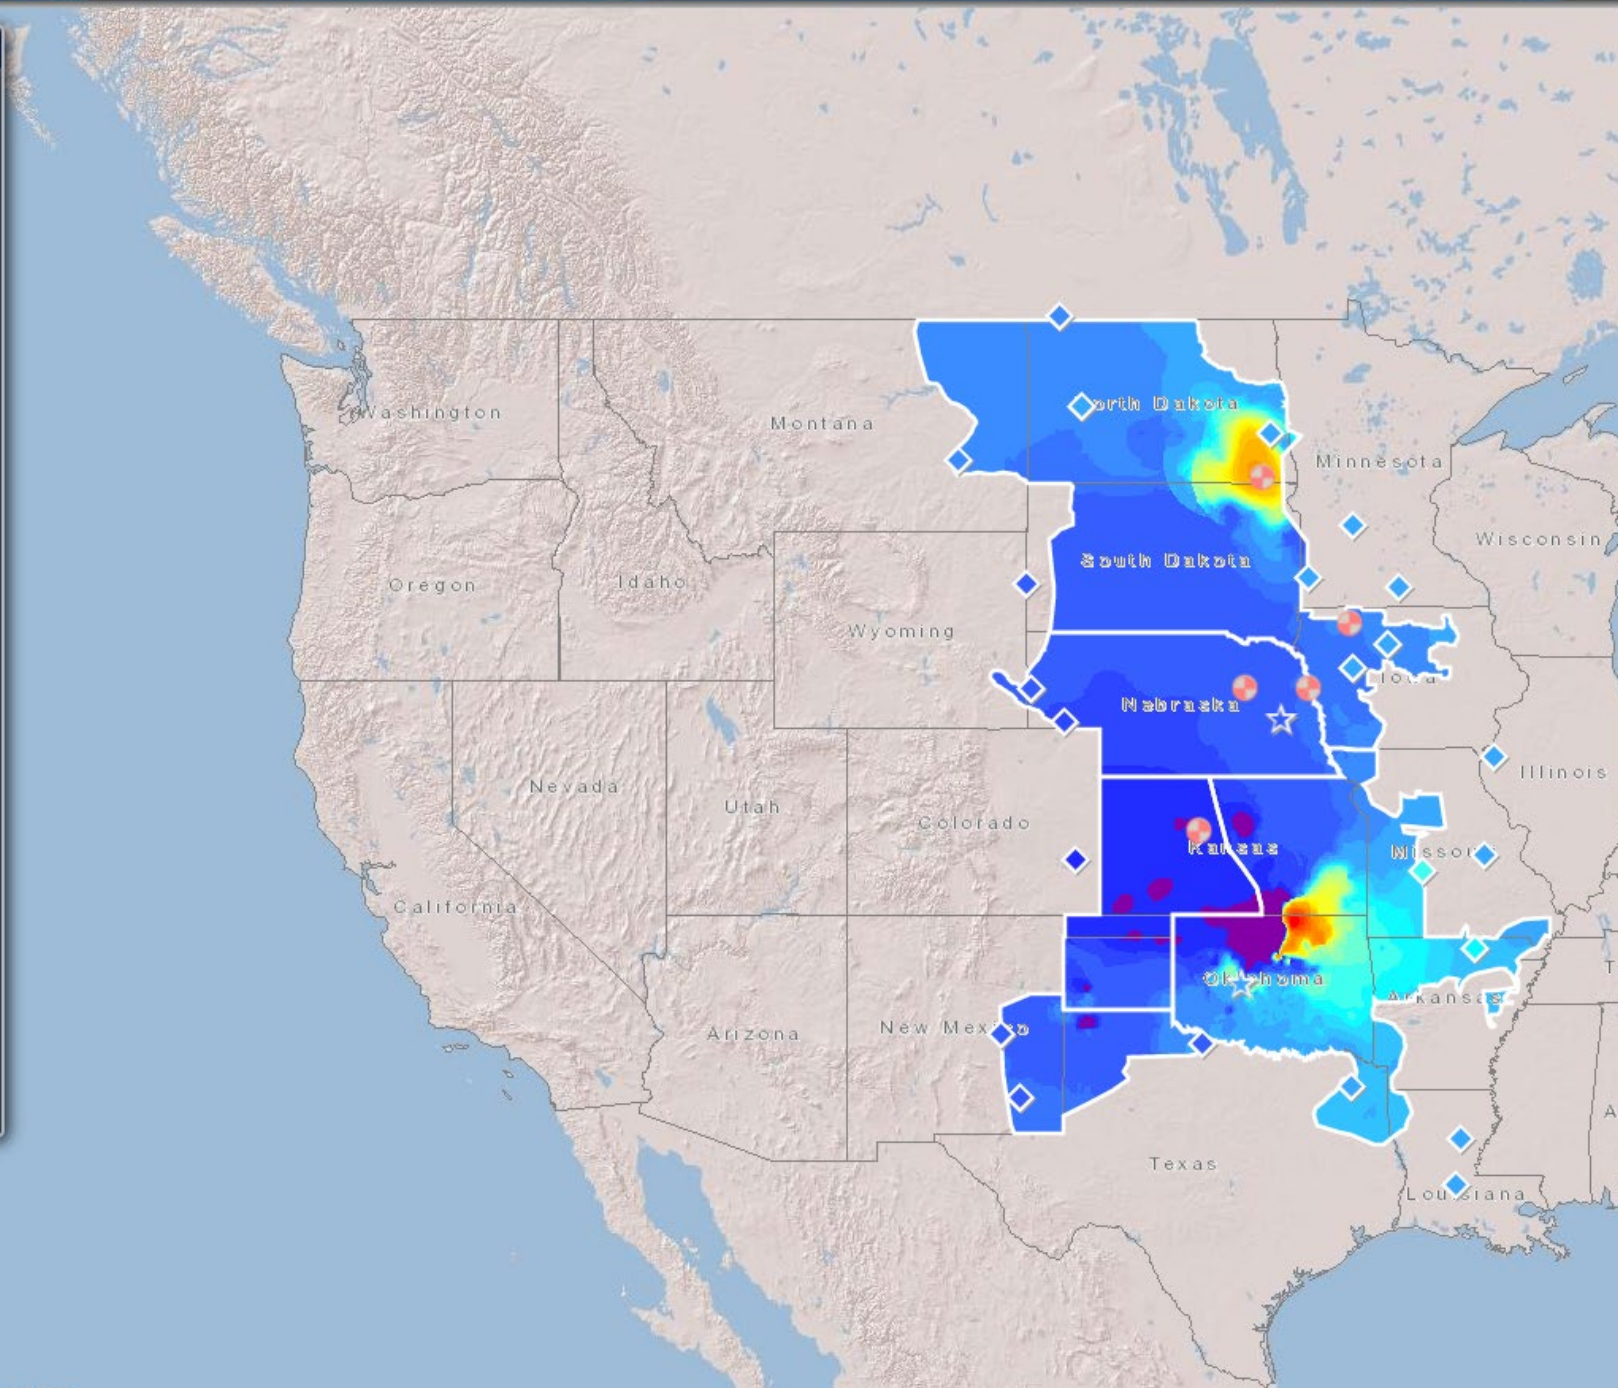 Washington
Montana
North Dakota
Minnesota
Wisconsin
Oregon
Idaho
South Dakota
Wyoming
Iowa
Nebraska
Illinois
Nevada
Utah
Colorado
Kansas
Missou
California
Oklahoma
Arkansas
T
Arizona
New Mexico
A
Texas
Louisiana